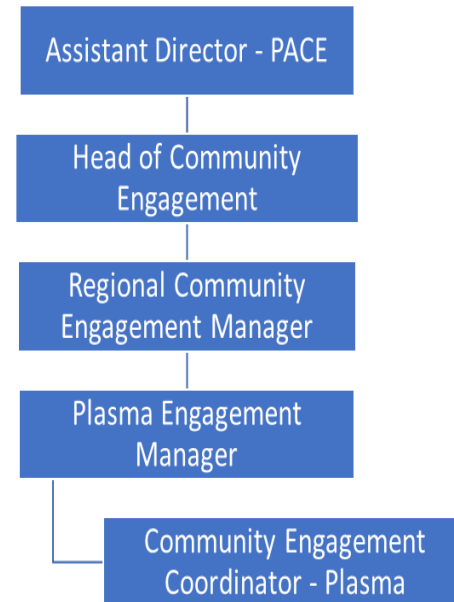 Assistant Director - PACE
Head of Community
Engagement
Regional Community
Engagement Manager
Plasma Engagement
Manager
Community Engagement
Coordinator - Plasma